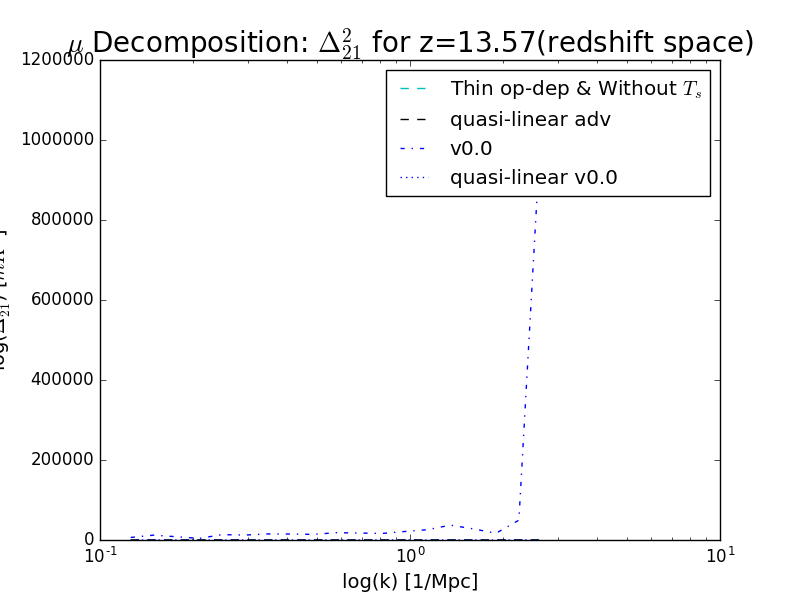 μ Decomposition: Δ²₂₁ for z=13.57(redshift space)
1200000
1000000
800000
600000
400000
200000
0
Thin op-dep & Without Tₛ
quasi-linear adv
v0.0
quasi-linear v0.0
10⁻¹
10⁰
10¹
log(k) [1/Mpc]